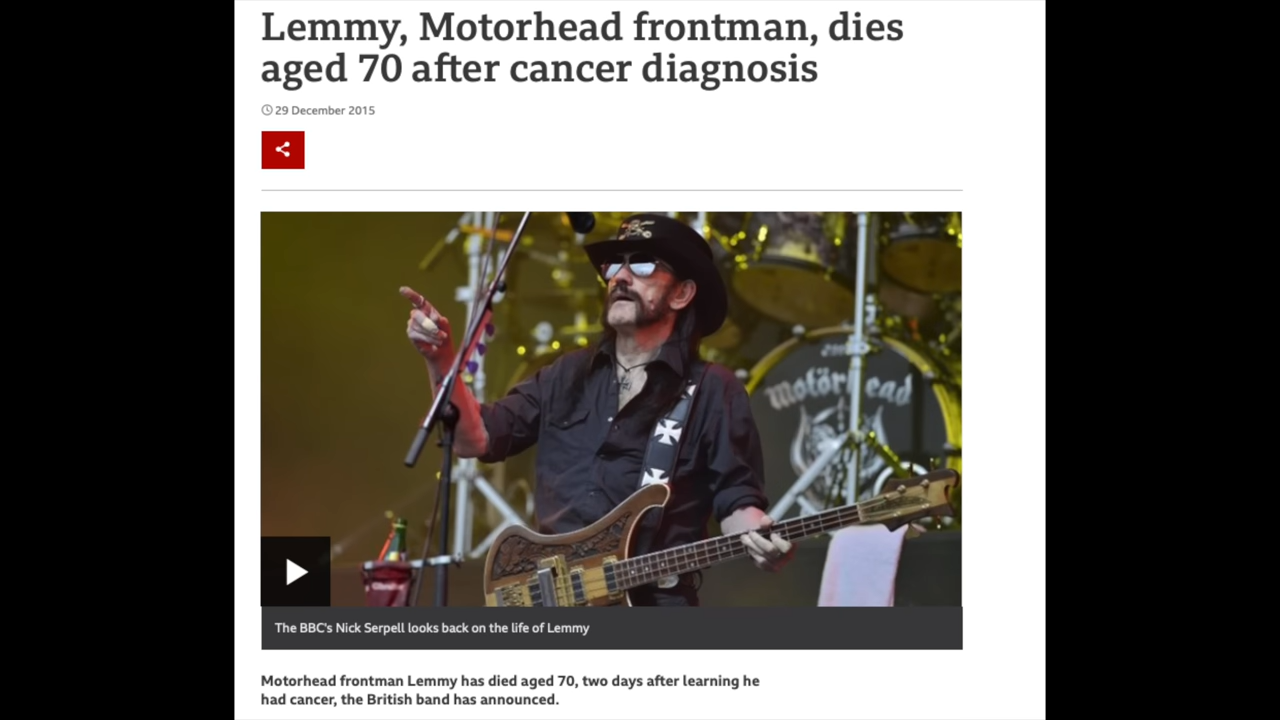 Lemmy, Motorhead frontman, dies
aged 70 after cancer diagnosis
29 December 2015
motörhead
The BBC's Nick Serpell looks back on the life of Lemmy
Motorhead frontman Lemmy has died aged 70, two days after learning he
had cancer, the British band has announced.